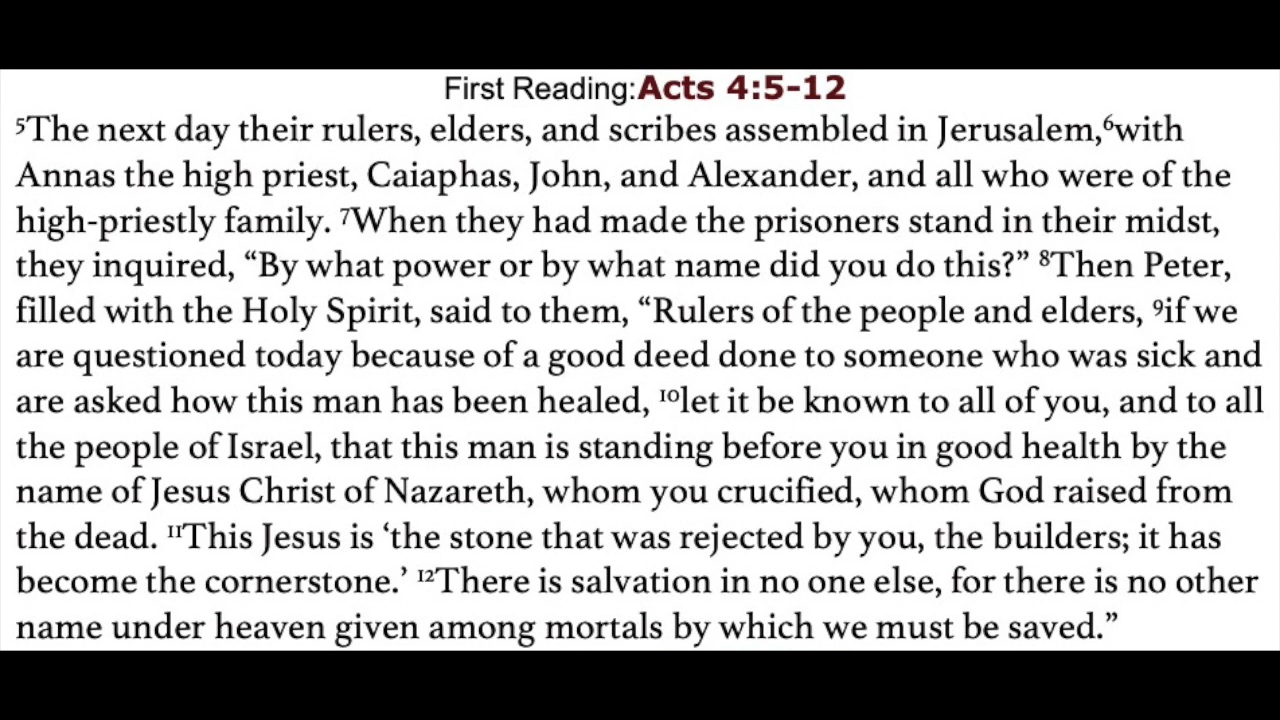 First Reading:Acts 4:5-12
⁵The next day their rulers, elders, and scribes assembled in Jerusalem,⁶with
Annas the high priest, Caiaphas, John, and Alexander, and all who were of the
high-priestly family. ⁷When they had made the prisoners stand in their midst,
they inquired, “By what power or by what name did you do this?” ⁸Then Peter,
filled with the Holy Spirit, said to them, “Rulers of the people and elders, ⁹if we
are questioned today because of a good deed done to someone who was sick and
are asked how this man has been healed, ¹⁰let it be known to all of you, and to all
the people of Israel, that this man is standing before you in good health by the
name of Jesus Christ of Nazareth, whom you crucified, whom God raised from
the dead. ¹¹This Jesus is ‘the stone that was rejected by you, the builders; it has
become the cornerstone.’ ¹²There is salvation in no one else, for there is no other
name under heaven given among mortals by which we must be saved.”